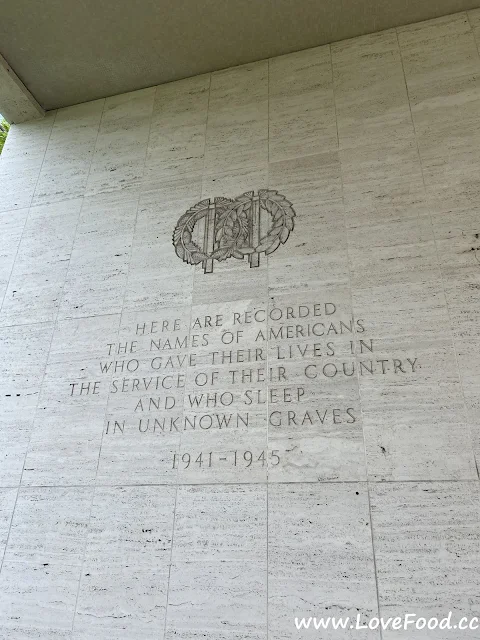 HERE ARE RECORDED
THE NAMES OF AMERICANS
WHO GAVE THEIR LIVES IN
THE SERVICE OF THEIR COUNTRY
AND WHO SLEEP
IN UNKNOWN GRAVES
1941-1945
www.LoveFood.cc